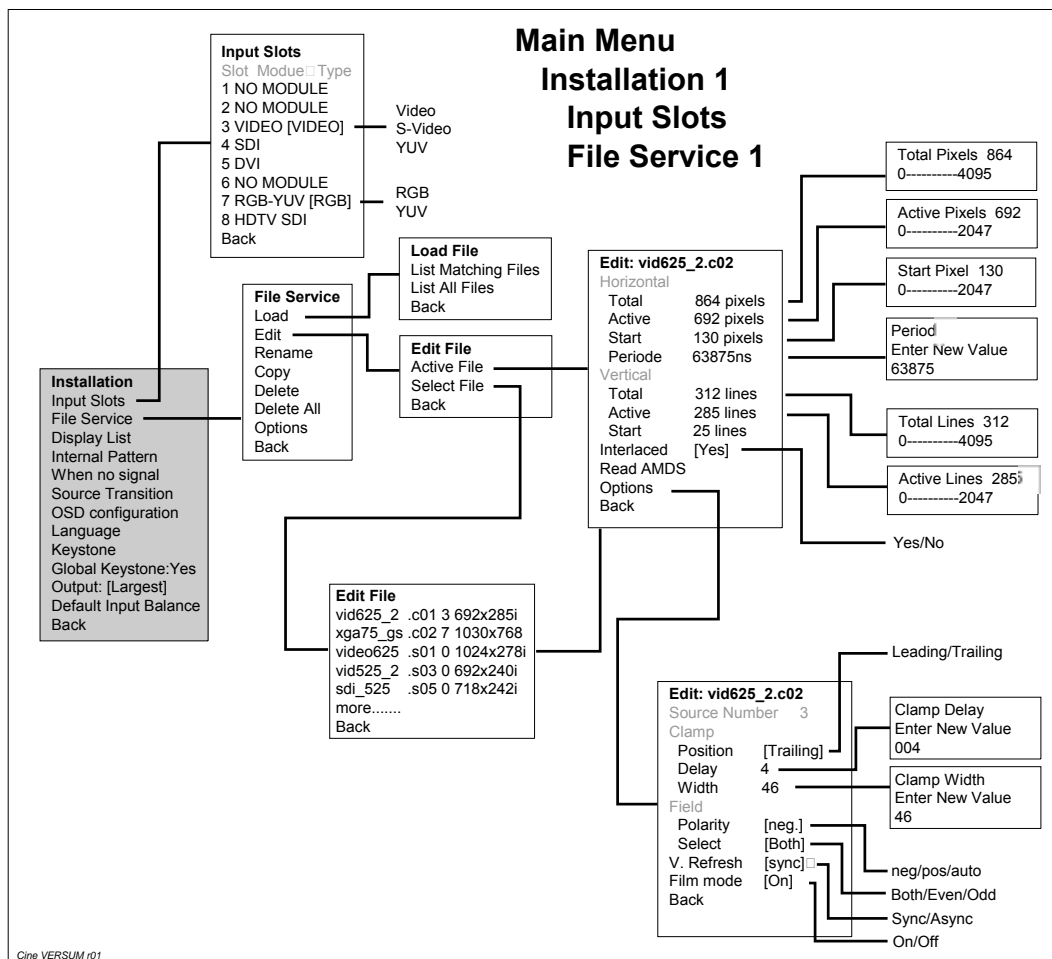 Main Menu
Installation 1
Input Slots
File Service 1
Input Slots
Slot Modue Type
1 NO MODULE
2 NO MODULE
3 VIDEO [VIDEO]
4 SDI
5 DVI
6 NO MODULE
7 RGB-YUV [RGB]
8 HDTV SDI
Back
Video
S-Video
YUV
RGB
YUV
Installation
Input Slots
File Service
Display List
Internal Pattern
When no signal
Source Transition
OSD configuration
Language
Keystone
Global Keystone:Yes
Output: [Largest]
Default Input Balance
Back
File Service
Load
Edit
Rename
Copy
Delete
Delete All
Options
Back
Load File
List Matching Files
List All Files
Back
Edit File
Active File
Select File
Back
Edit File
vid625_2 .c01 3 692x285i
xga75_gs .c02 7 1030x768
video625 .s01 0 1024x278i
vid525_2 .s03 0 692x240i
sdi_525 .s05 0 718x242i
more.......
Back
Edit: vid625_2.c02
Horizontal
Total 864 pixels
Active 692 pixels
Start 130 pixels
Periode 63875ns
Vertical
Total 312 lines
Active 285 lines
Start 25 lines
Interlaced [Yes]
Read AMDS
Options
Back
Total Pixels 864
0----------4095
Active Pixels 692
0----------2047
Start Pixel 130
0----------2047
Period
Enter New Value
63875
Total Lines 312
0----------4095
Active Lines 285
0----------2047
Yes/No
Edit: vid625_2.c02
Source Number 3
Clamp
Position [Trailing]
Delay 4
Width 46
Field
Polarity [neg.]
Select [Both]
V. Refresh [sync]
Film mode [On]
Back
Leading/Trailing
Clamp Delay
Enter New Value
004
Clamp Width
Enter New Value
46
neg/pos/auto
Both/Even/Odd
Sync/Async
On/Off
Cine VERSUM r01